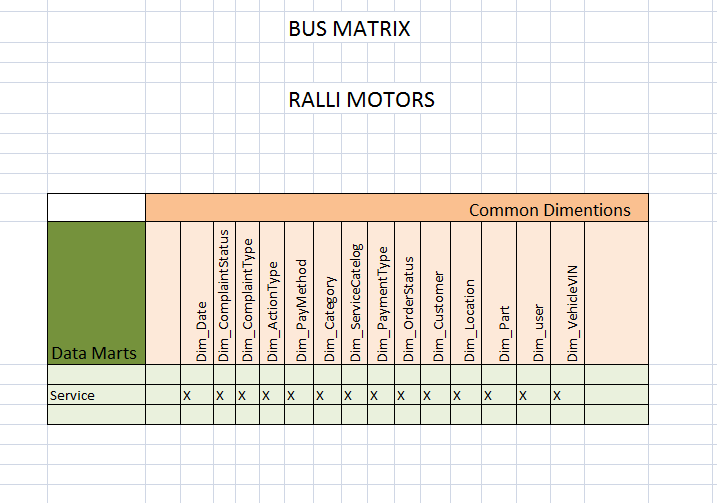 BUS MATRIX
RALLI MOTORS
Common Dimentions
Data Marts
Dim_Date
Dim_ComplaintStatus
Dim_ComplaintType
Dim_ActionType
Dim_PayMethod
Dim_Category
Dim_ServiceCatelog
Dim_PaymentType
Dim_OrderStatus
Dim_Customer
Dim_Location
Dim_Part
Dim_user
Dim_VehicleVIN
Service X X X X X X X X X X X X X X